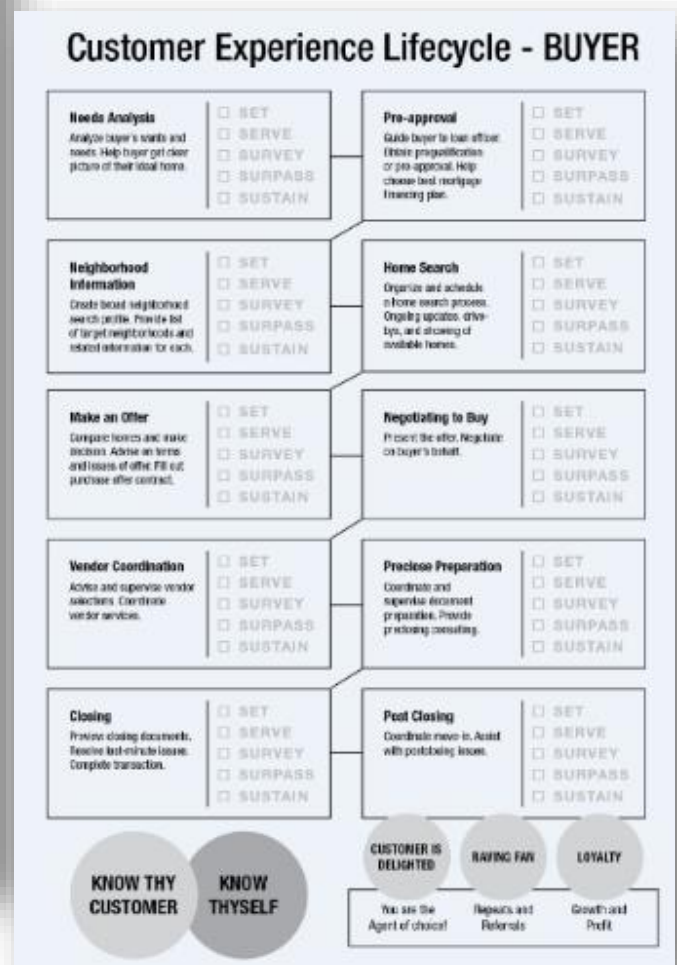 Customer Experience Lifecycle - BUYER
Needs Analysis
Analyze buyer's wants and
needs. Help buyer get clear
picture of their ideal home.
☐ SET
☐ SERVE
☐ SURVEY
☐ SURPASS
☐ SUSTAIN
Pre-approval
Guide buyer to loan officer.
Obtain prequalification
or pre-approval. Help
choose best mortgage
financing plan.
☐ SET
☐ SERVE
☐ SURVEY
☐ SURPASS
☐ SUSTAIN
Neighborhood
Information
Create broad neighborhood
search profile. Provide list
of target neighborhoods and
related information for each.
☐ SET
☐ SERVE
☐ SURVEY
☐ SURPASS
☐ SUSTAIN
Home Search
Organize and schedule
a home search process.
Ongoing updates, drive-
bys, and showing of
available homes.
☐ SET
☐ SERVE
☐ SURVEY
☐ SURPASS
☐ SUSTAIN
Make an Offer
Compare homes and make
decision. Advise on terms
and issues of offer. Fill out
purchase offer contract.
☐ SET
☐ SERVE
☐ SURVEY
☐ SURPASS
☐ SUSTAIN
Negotiating to Buy
Present the offer. Negotiate
on buyer's behalf.
☐ SET
☐ SERVE
☐ SURVEY
☐ SURPASS
☐ SUSTAIN
Vendor Coordination
Advise and supervise vendor
selections. Coordinate
vendor services.
☐ SET
☐ SERVE
☐ SURVEY
☐ SURPASS
☐ SUSTAIN
Preclose Preparation
Coordinate and
supervise document
preparation. Provide
preclosing consulting.
☐ SET
☐ SERVE
☐ SURVEY
☐ SURPASS
☐ SUSTAIN
Closing
Preview closing documents.
Resolve last-minute issues.
Complete transaction.
☐ SET
☐ SERVE
☐ SURVEY
☐ SURPASS
☐ SUSTAIN
Post Closing
Coordinate move-in. Assist
with postclosing issues.
☐ SET
☐ SERVE
☐ SURVEY
☐ SURPASS
☐ SUSTAIN
KNOW THY
CUSTOMER
KNOW
THYSELF
CUSTOMER IS
DELIGHTED
You are the
Agent of choice!
RAVING FAN
Repeats and
Referrals
LOYALTY
Growth and
Profit